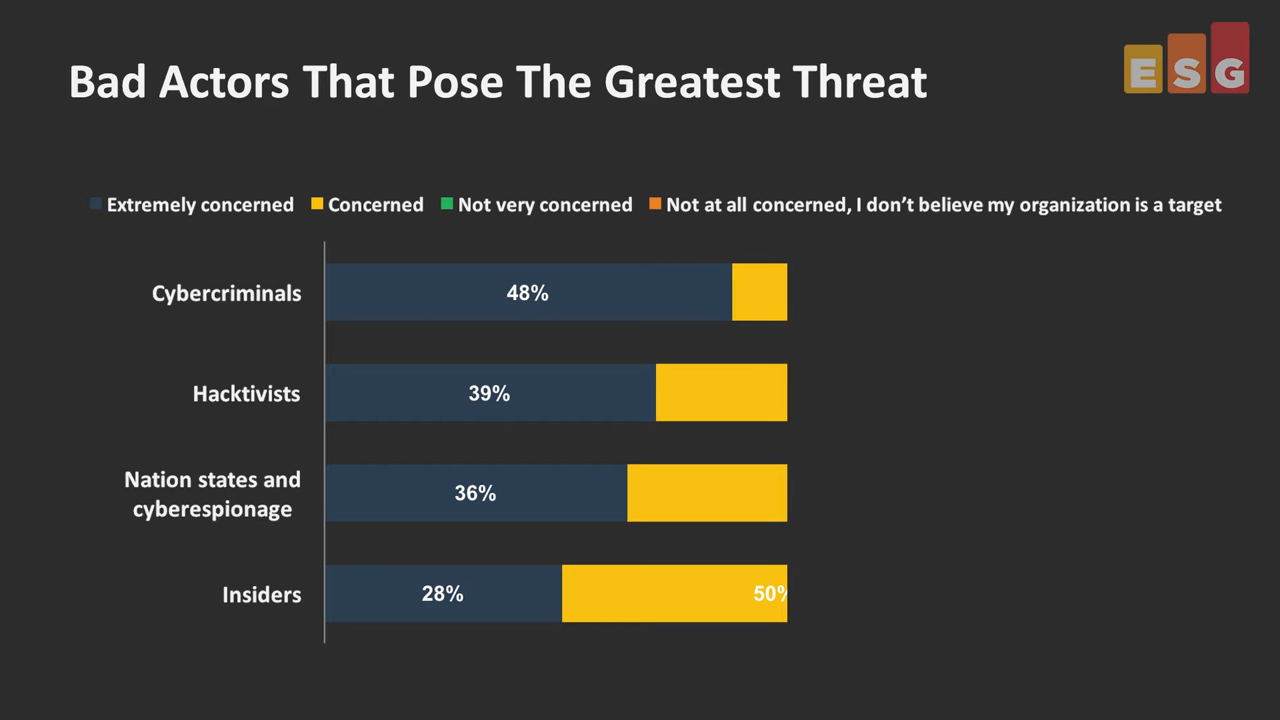 ESG
Bad Actors That Pose The Greatest Threat
Extremely concerned Concerned Not very concerned Not at all concerned, I don’t believe my organization is a target
Cybercriminals 48%
Hacktivists 39%
Nation states and
cyberespionage 36%
Insiders 28% 50%